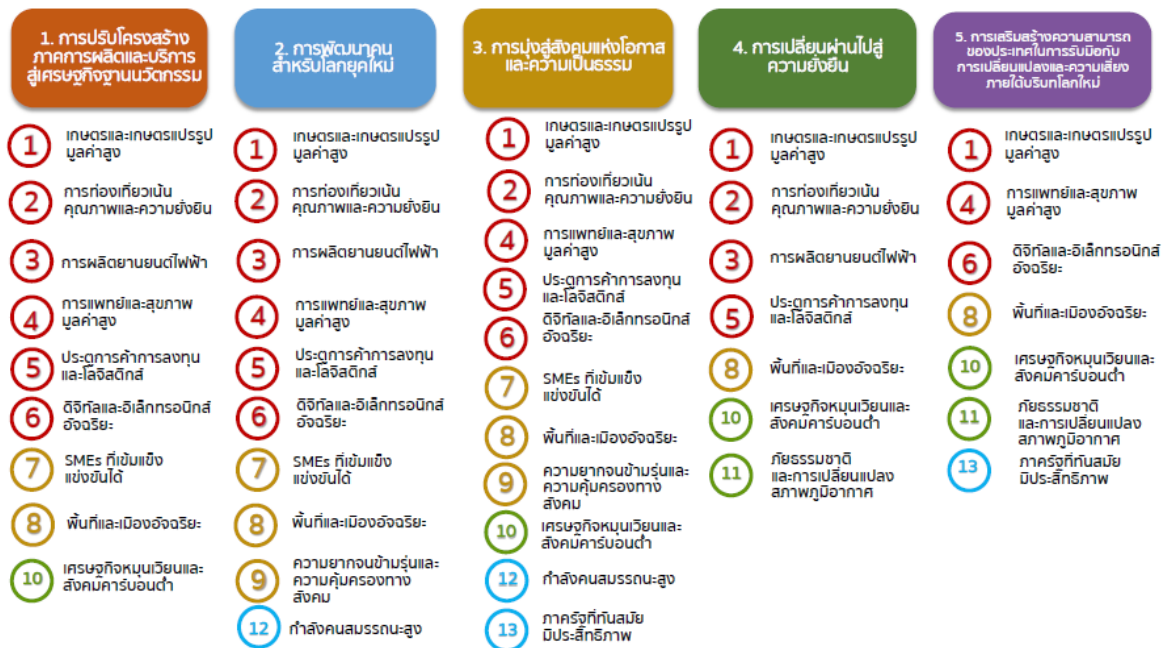 1. การปรับโครงสร้าง
ภาคการผลิตและบริการ
สู่เศรษฐกิจฐานนวัตกรรม
1
เกษตรและเกษตรแปรรูป
มูลค่าสูง
2
การท่องเที่ยวเน้น
คุณภาพและความยั่งยืน
3
การผลิตยานยนต์ไฟฟ้า
4
การแพทย์และสุขภาพ
มูลค่าสูง
5
ประตูการค้าการลงทุน
และโลจิสติกส์
6
ดิจิทัลและอิเล็กทรอนิกส์
อัจฉริยะ
7
SMEs ที่เข้มแข็ง
แข่งขันได้
8
พื้นที่และเมืองอัจฉริยะ
10
เศรษฐกิจหมุนเวียนและ
สังคมคาร์บอนต่ำ
2. การพัฒนาคน
สำหรับโลกยุคใหม่
1
เกษตรและเกษตรแปรรูป
มูลค่าสูง
2
การท่องเที่ยวเน้น
คุณภาพและความยั่งยืน
3
การผลิตยานยนต์ไฟฟ้า
4
การแพทย์และสุขภาพ
มูลค่าสูง
5
ประตูการค้าการลงทุน
และโลจิสติกส์
6
ดิจิทัลและอิเล็กทรอนิกส์
อัจฉริยะ
7
SMEs ที่เข้มแข็ง
แข่งขันได้
8
พื้นที่และเมืองอัจฉริยะ
9
ความยากจนข้ามรุ่นและ
ความคุ้มครองทาง
สังคม
12
กำลังคนสมรรถนะสูง
3. การมุ่งสู่สังคมแห่งโอกาส
และความเป็นธรรม
1
เกษตรและเกษตรแปรรูป
มูลค่าสูง
2
การท่องเที่ยวเน้น
คุณภาพและความยั่งยืน
4
การแพทย์และสุขภาพ
มูลค่าสูง
5
ประตูการค้าการลงทุน
และโลจิสติกส์
6
ดิจิทัลและอิเล็กทรอนิกส์
อัจฉริยะ
7
SMEs ที่เข้มแข็ง
แข่งขันได้
8
พื้นที่และเมืองอัจฉริยะ
9
ความยากจนข้ามรุ่นและ
ความคุ้มครองทาง
สังคม
10
เศรษฐกิจหมุนเวียนและ
สังคมคาร์บอนต่ำ
12
กำลังคนสมรรถนะสูง
13
ภาครัฐที่ทันสมัย
มีประสิทธิภาพ
4. การเปลี่ยนผ่านไปสู่
ความยั่งยืน
1
เกษตรและเกษตรแปรรูป
มูลค่าสูง
2
การท่องเที่ยวเน้น
คุณภาพและความยั่งยืน
3
การผลิตยานยนต์ไฟฟ้า
5
ประตูการค้าการลงทุน
และโลจิสติกส์
8
พื้นที่และเมืองอัจฉริยะ
10
เศรษฐกิจหมุนเวียนและ
สังคมคาร์บอนต่ำ
11
ภัยธรรมชาติ
และการเปลี่ยนแปลง
สภาพภูมิอากาศ
5. การเสริมสร้างความสามารถ
ของประเทศในการรับมือกับ
การเปลี่ยนแปลงและความเสี่ยง
ภายใต้บริบทโลกใหม่
1
เกษตรและเกษตรแปรรูป
มูลค่าสูง
4
การแพทย์และสุขภาพ
มูลค่าสูง
6
ดิจิทัลและอิเล็กทรอนิกส์
อัจฉริยะ
8
พื้นที่และเมืองอัจฉริยะ
10
เศรษฐกิจหมุนเวียนและ
สังคมคาร์บอนต่ำ
11
ภัยธรรมชาติ
และการเปลี่ยนแปลง
สภาพภูมิอากาศ
13
ภาครัฐที่ทันสมัย
มีประสิทธิภาพ